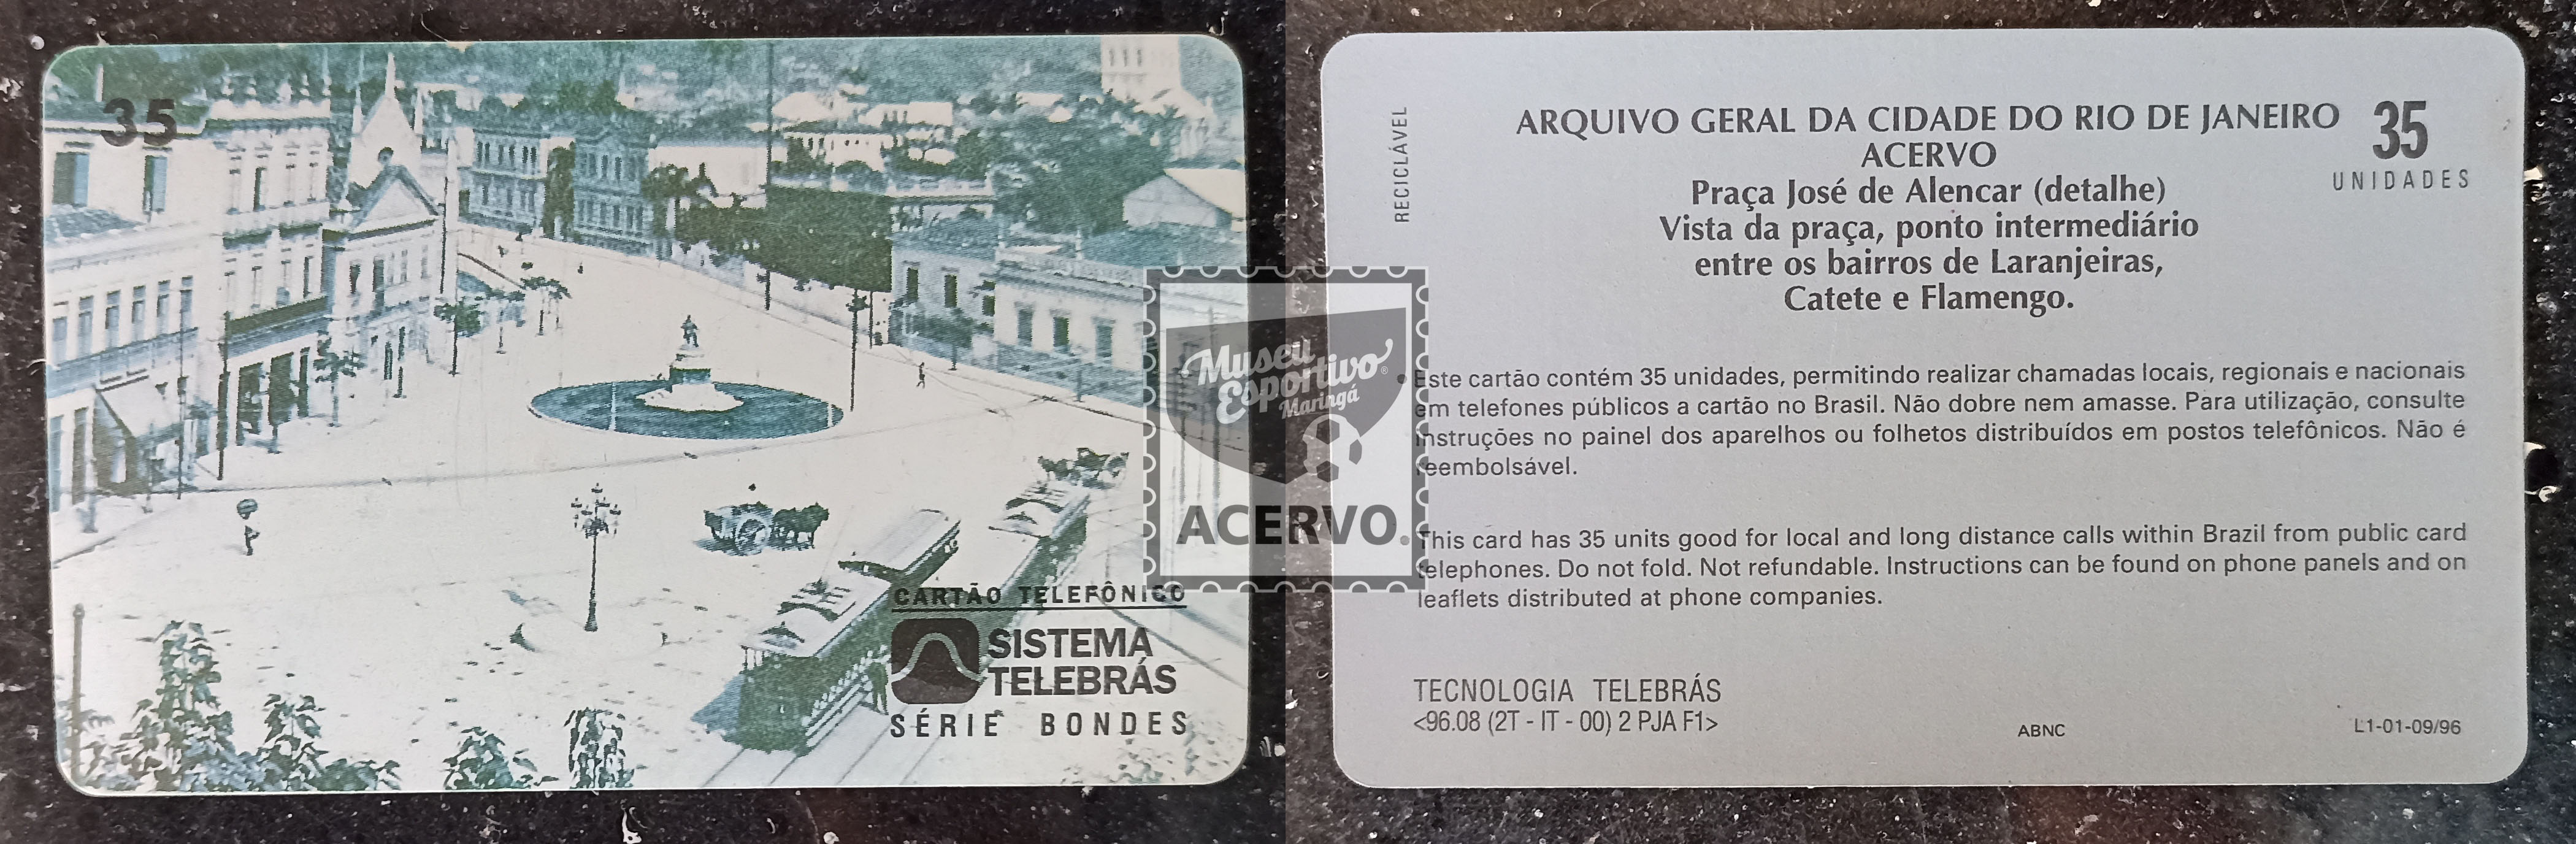 35
CARTÃO TELEFÔNICO
SISTEMA
TELEBRÁS
SÉRIE BONDES
Museu
Esportivo®
Maringá
ACERVO.
RECICLÁVEL
ARQUIVO GERAL DA CIDADE DO RIO DE JANEIRO
ACERVO
Praça José de Alencar (detalhe)
Vista da praça, ponto intermediário
entre os bairros de Laranjeiras,
Catete e Flamengo.
35
UNIDADES
Este cartão contém 35 unidades, permitindo realizar chamadas locais, regionais e nacionais
em telefones públicos a cartão no Brasil. Não dobre nem amasse. Para utilização, consulte
instruções no painel dos aparelhos ou folhetos distribuídos em postos telefônicos. Não é
reembolsável.
This card has 35 units good for local and long distance calls within Brazil from public card
telephones. Do not fold. Not refundable. Instructions can be found on phone panels and on
leaflets distributed at phone companies.
TECNOLOGIA TELEBRÁS
<96.08 (2T - IT - 00) 2 PJA F1>
ABNC
L1-01-09/96